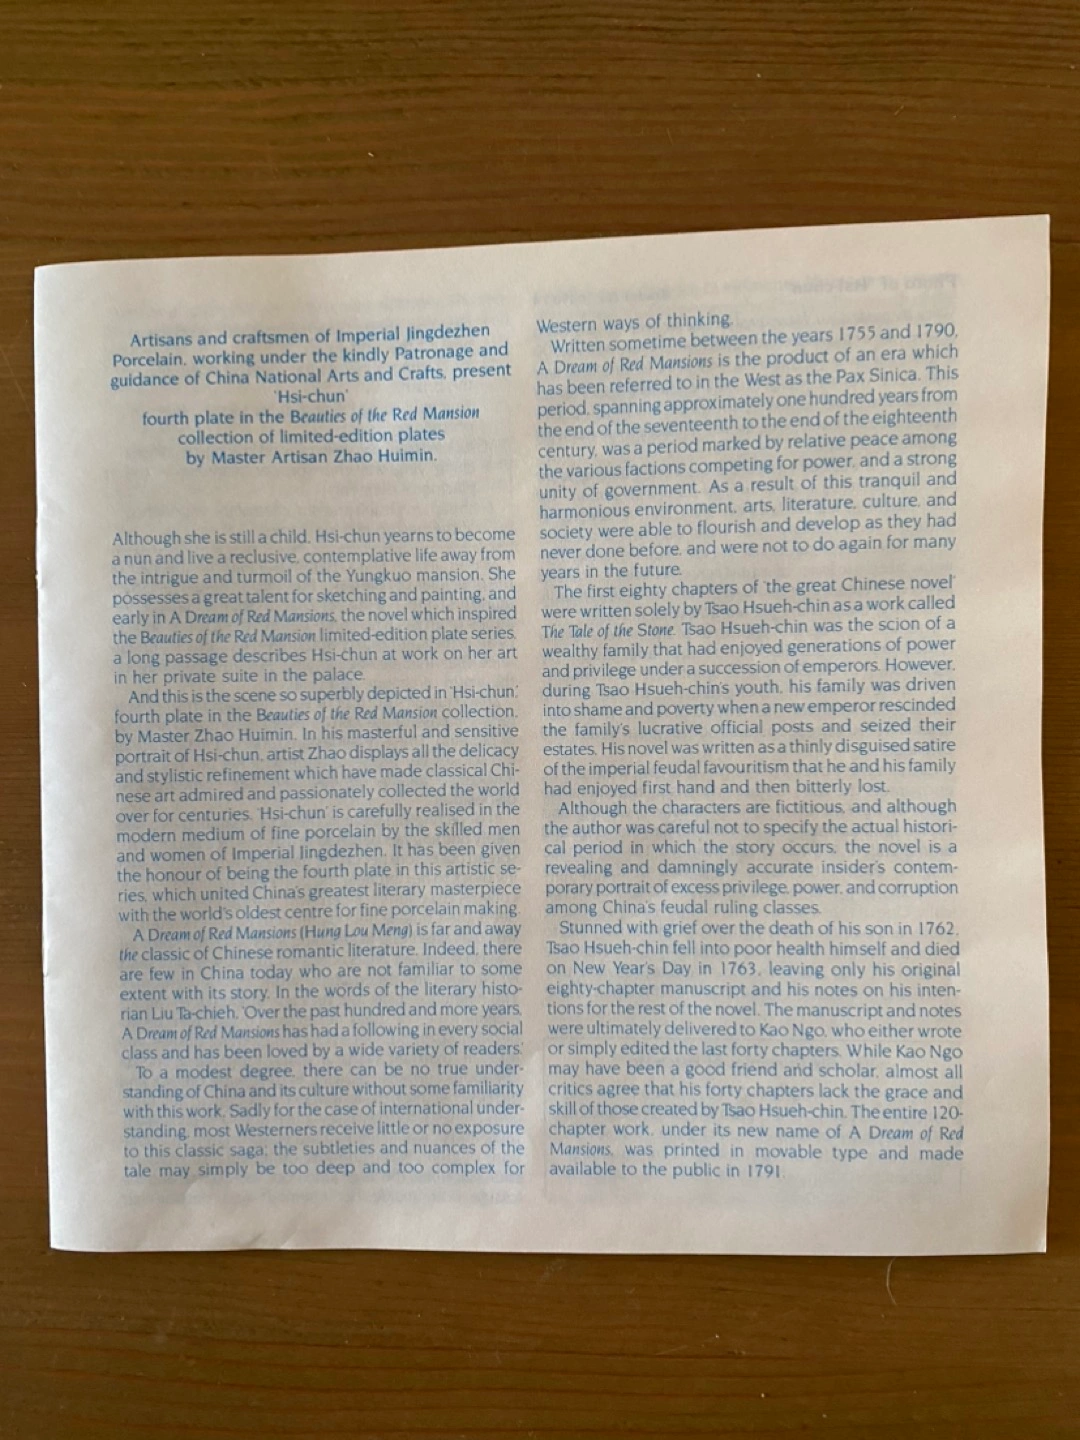 Artisans and craftsmen of Imperial Jingdezhen
Porcelain, working under the kindly Patronage and
guidance of China National Arts and Crafts, present
'Hsi-chun'
fourth plate in the Beauties of the Red Mansion
collection of limited-edition plates
by Master Artisan Zhao Huimin.
Although she is still a child, Hsi-chun yearns to become
a nun and live a reclusive, contemplative life away from
the intrigue and turmoil of the Yungkuo mansion. She
possesses a great talent for sketching and painting, and
early in A Dream of Red Mansions, the novel which inspired
the Beauties of the Red Mansion limited-edition plate series,
a long passage describes Hsi-chun at work on her art
in her private suite in the palace.
And this is the scene so superbly depicted in 'Hsi-chun,'
fourth plate in the Beauties of the Red Mansion collection,
by Master Zhao Huimin. In his masterful and sensitive
portrait of Hsi-chun, artist Zhao displays all the delicacy
and stylistic refinement which have made classical Chi-
nese art admired and passionately collected the world
over for centuries. 'Hsi-chun' is carefully realised in the
modern medium of fine porcelain by the skilled men
and women of Imperial Jingdezhen. It has been given
the honour of being the fourth plate in this artistic se-
ries, which united China's greatest literary masterpiece
with the world's oldest centre for fine porcelain making.
A Dream of Red Mansions (Hung Lou Meng) is far and away
the classic of Chinese romantic literature. Indeed, there
are few in China today who are not familiar to some
extent with its story. In the words of the literary histo-
rian Liu Ta-chieh, 'Over the past hundred and more years,
A Dream of Red Mansions has had a following in every social
class and has been loved by a wide variety of readers.'
To a modest degree, there can be no true under-
standing of China and its culture without some familiarity
with this work. Sadly for the case of international under-
standing, most Westerners receive little or no exposure
to this classic saga; the subtleties and nuances of the
tale may simply be too deep and too complex for
Western ways of thinking.
Written sometime between the years 1755 and 1790,
A Dream of Red Mansions is the product of an era which
has been referred to in the West as the Pax Sinica. This
period, spanning approximately one hundred years from
the end of the seventeenth to the end of the eighteenth
century, was a period marked by relative peace among
the various factions competing for power, and a strong
unity of government. As a result of this tranquil and
harmonious environment, arts, literature, culture, and
society were able to flourish and develop as they had
never done before, and were not to do again for many
years in the future.
The first eighty chapters of 'the great Chinese novel'
were written solely by Tsao Hsueh-chin as a work called
The Tale of the Stone. Tsao Hsueh-chin was the scion of a
wealthy family that had enjoyed generations of power
and privilege under a succession of emperors. However,
during Tsao Hsueh-chin's youth, his family was driven
into shame and poverty when a new emperor rescinded
the family's lucrative official posts and seized their
estates. His novel was written as a thinly disguised satire
of the imperial feudal favouritism that he and his family
had enjoyed first hand and then bitterly lost.
Although the characters are fictitious, and although
the author was careful not to specify the actual histori-
cal period in which the story occurs, the novel is a
revealing and damningly accurate insider's contem-
porary portrait of excess privilege, power, and corruption
among China's feudal ruling classes.
Stunned with grief over the death of his son in 1762,
Tsao Hsueh-chin fell into poor health himself and died
on New Year's Day in 1763, leaving only his original
eighty-chapter manuscript and his notes on his inten-
tions for the rest of the novel. The manuscript and notes
were ultimately delivered to Kao Ngo, who either wrote
or simply edited the last forty chapters. While Kao Ngo
may have been a good friend and scholar, almost all
critics agree that his forty chapters lack the grace and
skill of those created by Tsao Hsueh-chin. The entire 120-
chapter work, under its new name of A Dream of Red
Mansions, was printed in movable type and made
available to the public in 1791.